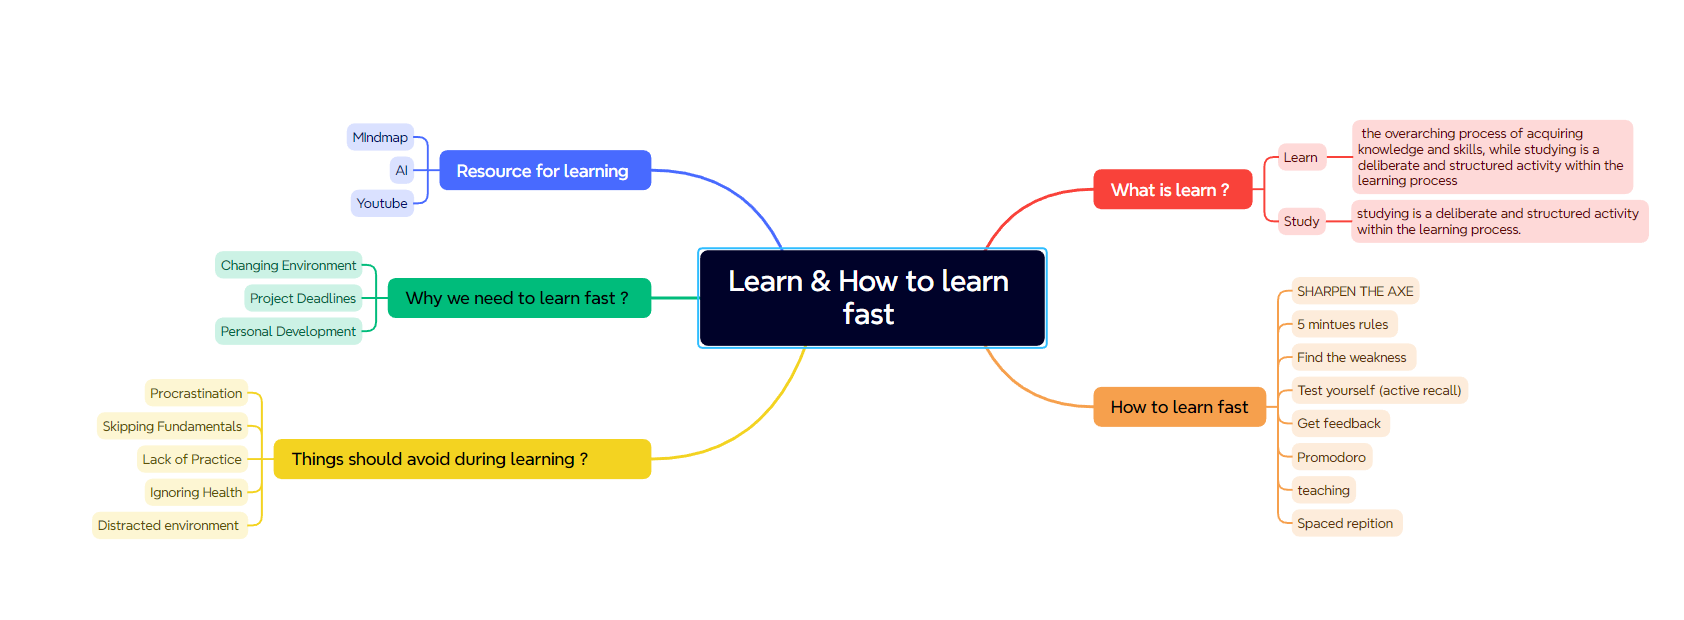 Learn & How to learn
fast
What is learn ?
Learn
the overarching process of acquiring
knowledge and skills, while studying is a
deliberate and structured activity within the
learning process
Study
studying is a deliberate and structured activity
within the learning process.
How to learn fast
SHARPEN THE AXE
5 mintues rules
Find the weakness
Test yourself (active recall)
Get feedback
Promodoro
teaching
Spaced repition
Resource for learning
MIndmap
AI
Youtube
Why we need to learn fast ?
Changing Environment
Project Deadlines
Personal Development
Things should avoid during learning ?
Procrastination
Skipping Fundamentals
Lack of Practice
Ignoring Health
Distracted environment